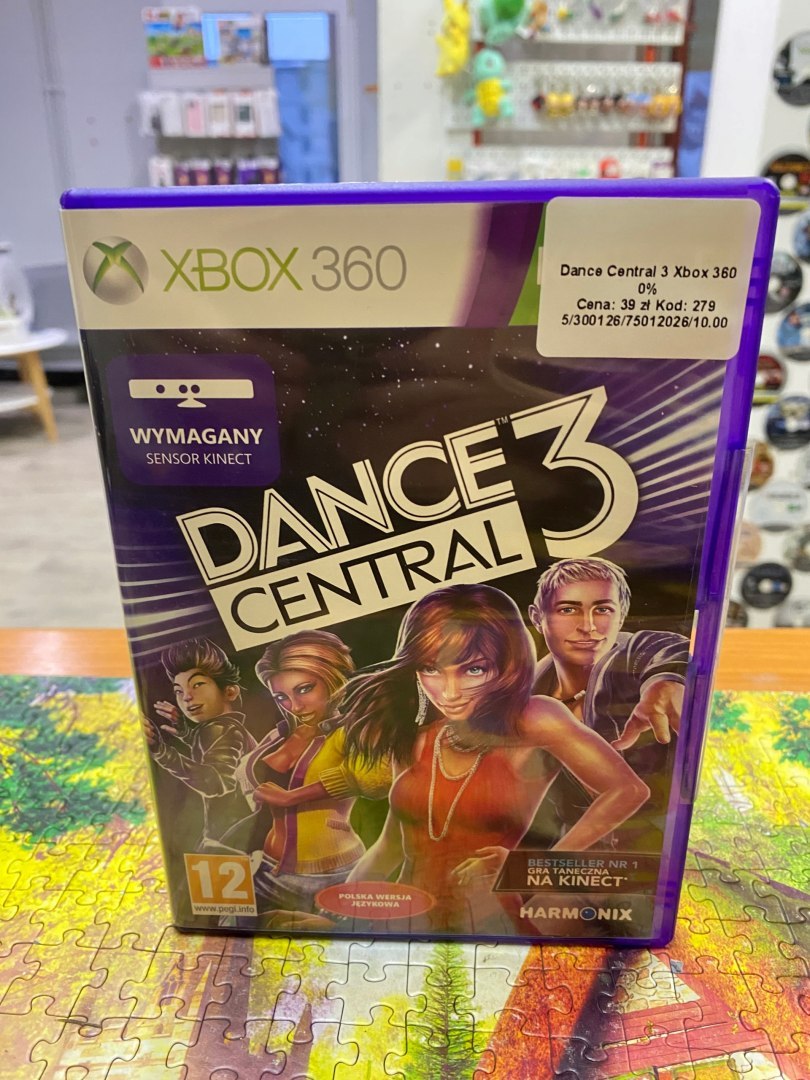 XBOX 360
Dance Central 3 Xbox 360
0%
Cena: 39 zł Kod: 279
5/300126/75012026/10.00
WYMAGANY
SENSOR KINECT
DANCE 3™
CENTRAL
12
www.pegi.info
POLSKA WERSJA
JĘZYKOWA
BESTSELLER NR 1
GRA TANECZNA
NA KINECT*
HARMONIX